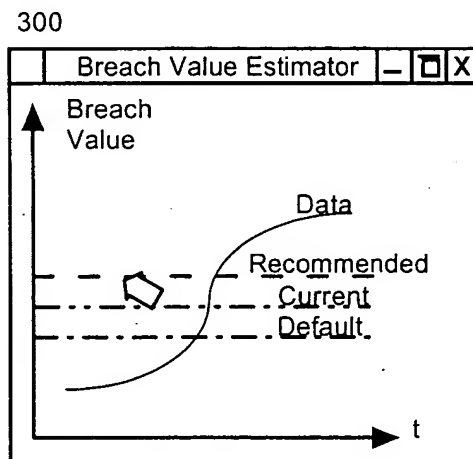 300
Breach Value Estimator
X
Breach
Value
Data
Recommended
Current
Default
t